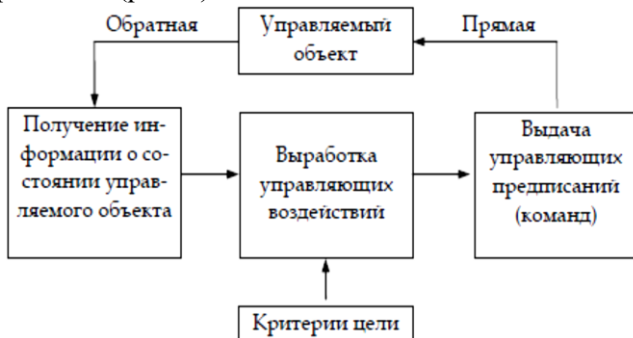 Обратная
Управляемый
объект
Прямая
Получение ин-
формации о со-
стоянии управ-
ляемого объекта
Выработка
управляющих
воздействий
Выдача
управляющих
предписаний
(команд)
Критерии цели